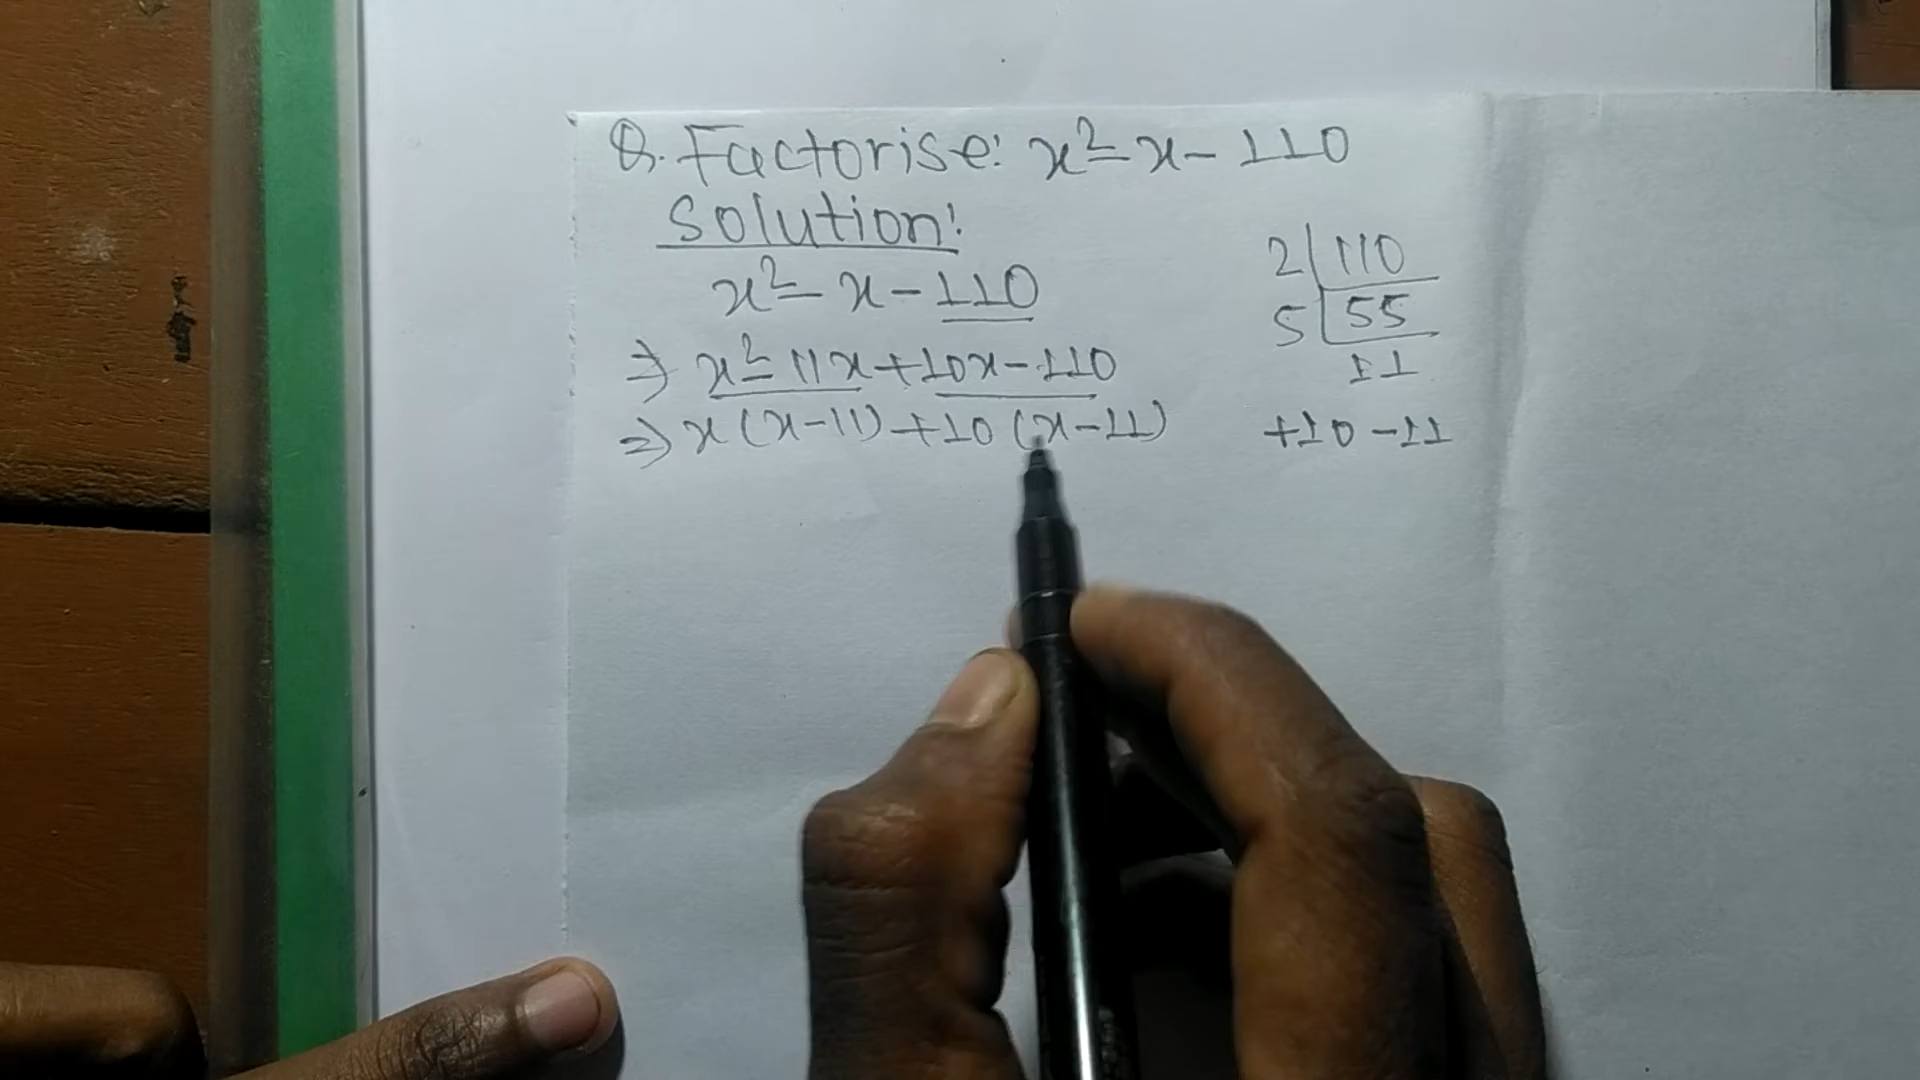 Q. Factorise: x² - x - 110
Solution:
x² - x - 110
⇒ x² - 11x + 10x - 110
⇒ x (x - 11) + 10 (x - 11)
2 | 110
5 | 55
11
+10 - 11